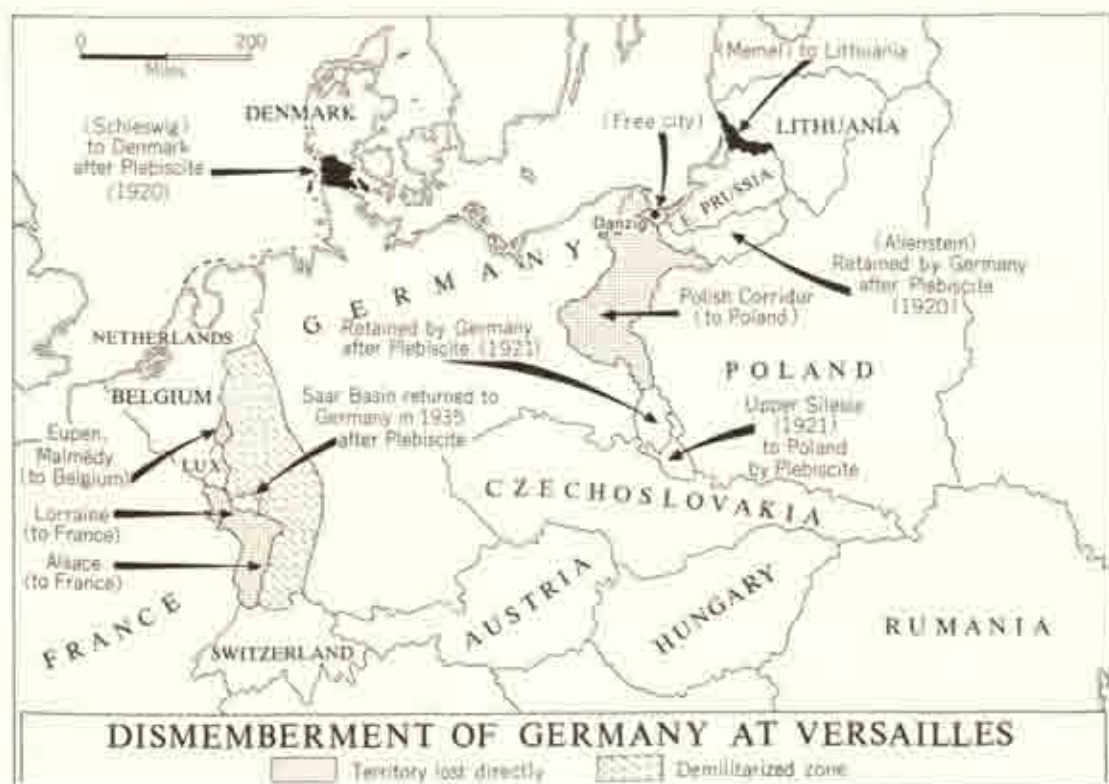 0 200
Miles
(Memel) to Lithuania
DENMARK
(Schleswig)
to Denmark
after Plebiscite
(1920)
(Free city)
LITHUANIA
E. PRUSSIA
Danzig
(Allenstein)
Retained by Germany
after Plebiscite
(1920)
GERMANY
Polish Corridur
(to Poland)
NETHERLANDS
Retained by Germany
after Plebiscite (1921)
POLAND
BELGIUM
Saar Basin returned to
Germany in 1935
after Plebiscite
Upper Silesia
(1921)
to Poland
by Plebiscite
Eupen,
Malmédy
(to Belgium)
LUX
CZECHOSLOVAKIA
Lorraine
(to France)
Alsace
(to France)
FRANCE
SWITZERLAND
AUSTRIA
HUNGARY
RUMANIA
DISMEMBERMENT OF GERMANY AT VERSAILLES
Territory lost directly Demilitarized zone